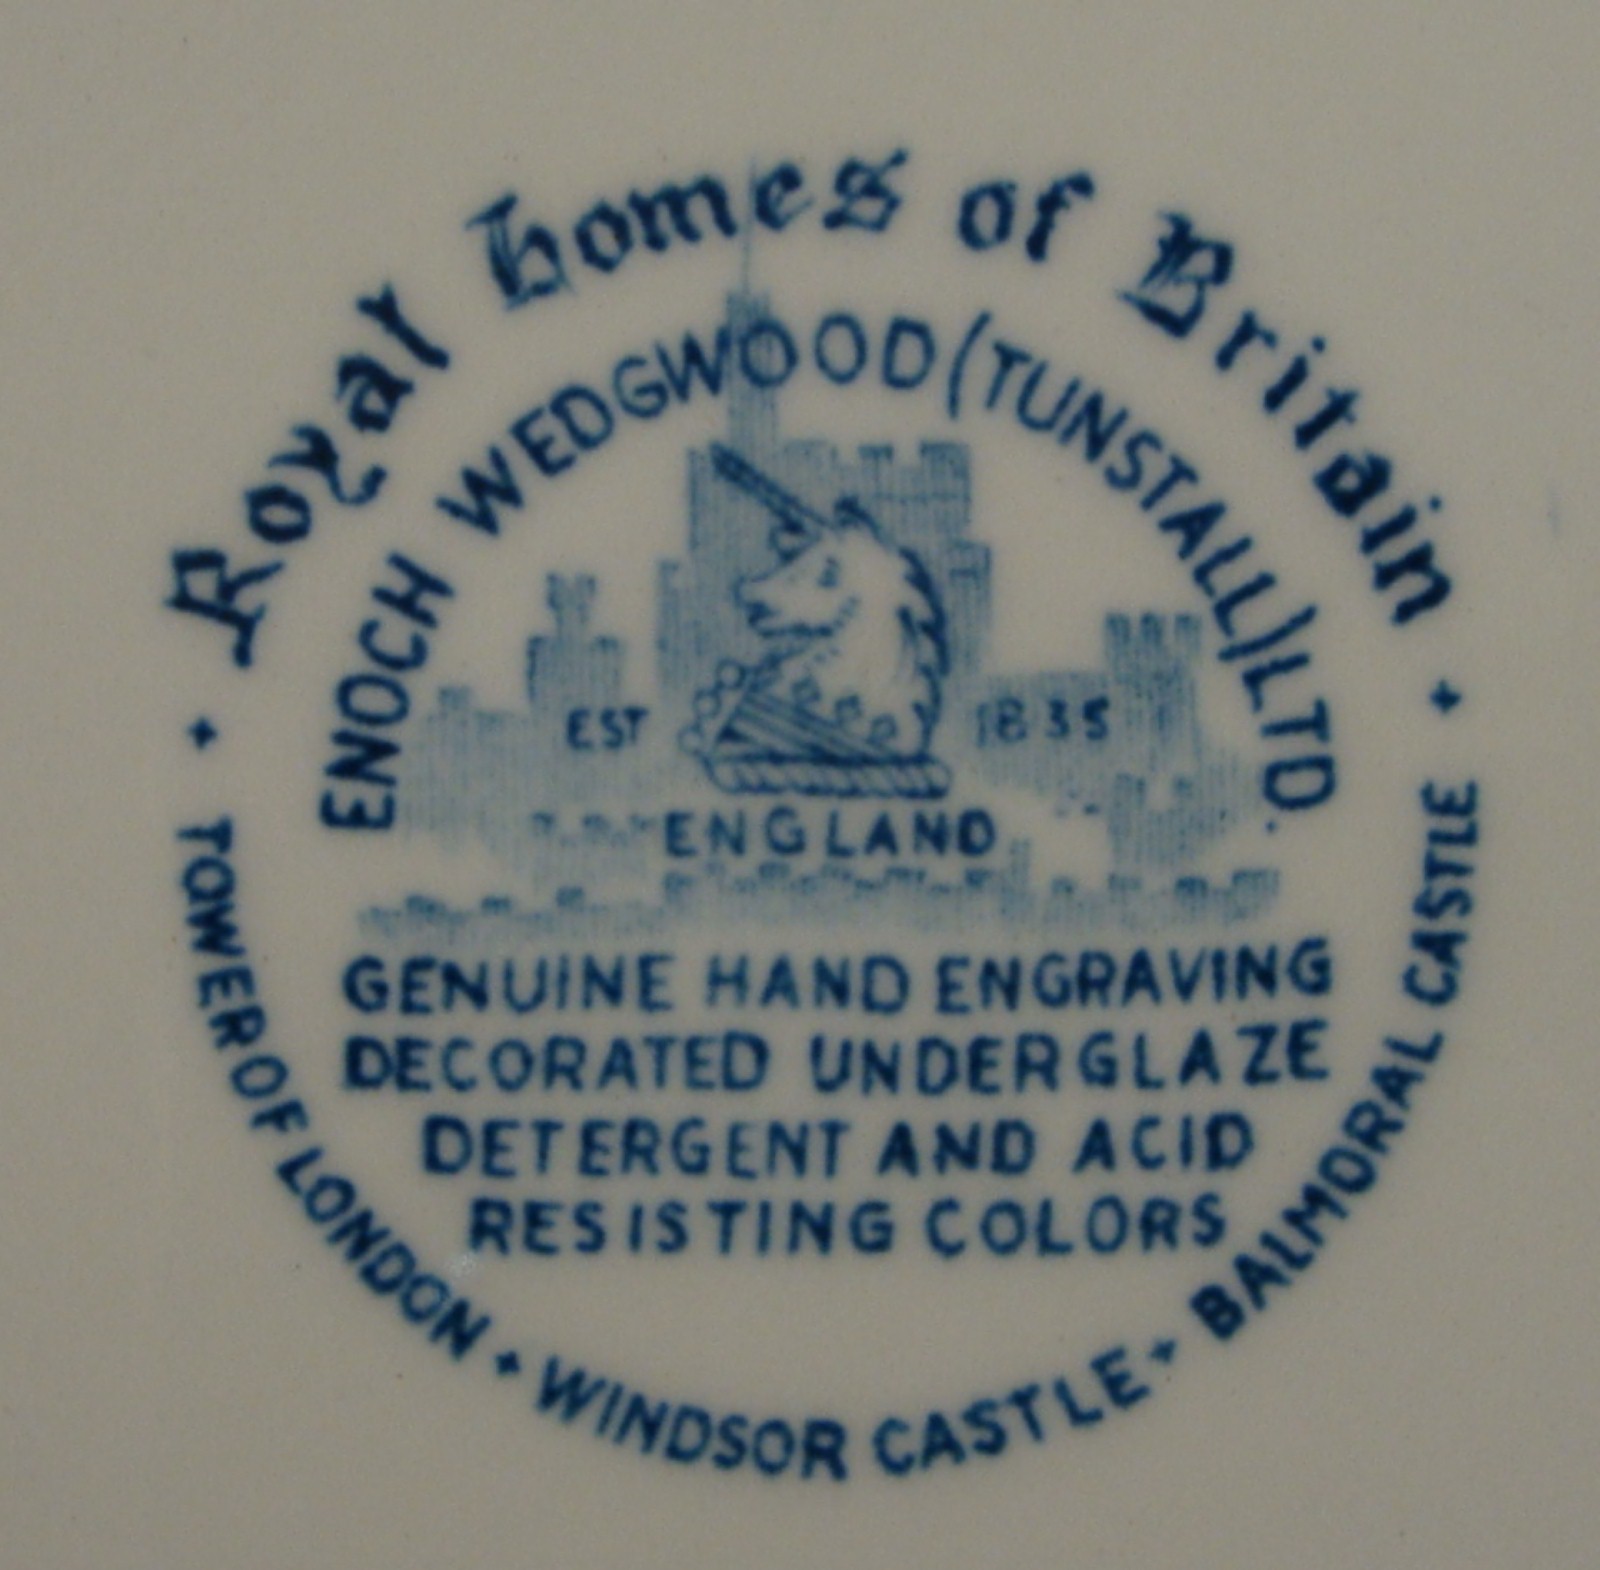 Royal homes of Britain
ENOCH WEDGWOOD (TUNSTALL) LTD.
EST 1835
ENGLAND
GENUINE HAND ENGRAVING
DECORATED UNDERGLAZE
DETERGENT AND ACID
RESISTING COLORS
TOWER OF LONDON + WINDSOR CASTLE + BALMORAL CASTLE